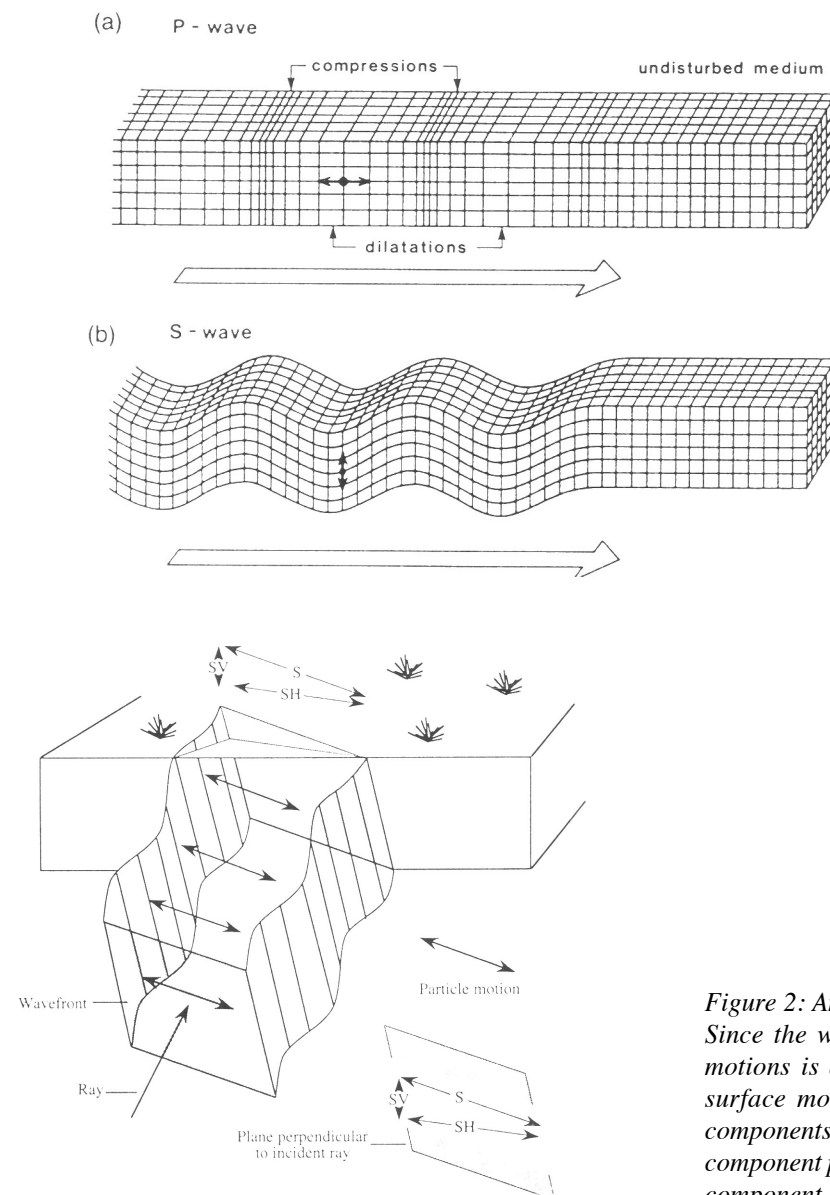 (a) P - wave
compressions
undisturbed medium
dilatations
(b) S - wave
SV
S
SH
Particle motion
Wavefront
Ray
SV
S
SH
Plane perpendicular
to incident ray
Figure 2:
Since the w
motions is
surface mo
components
component p
component